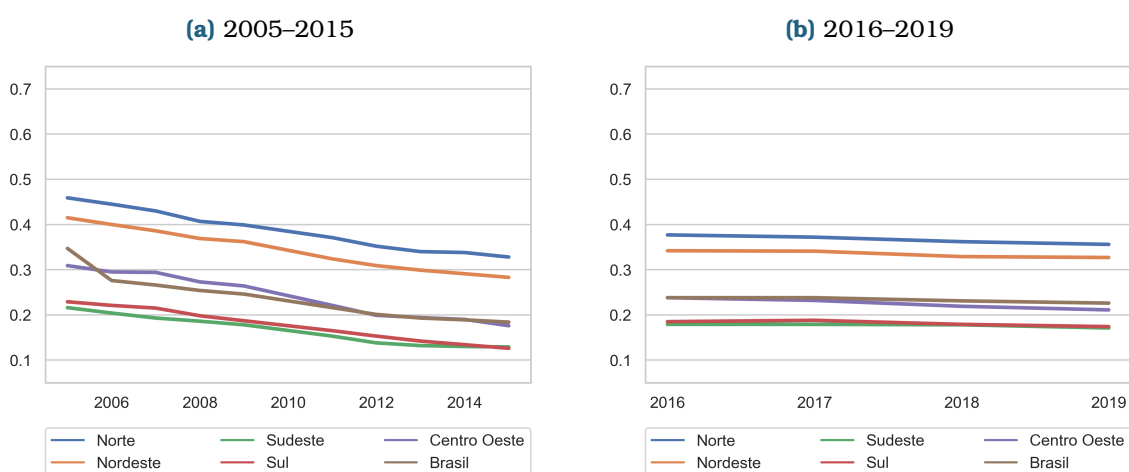 (a) 2005–2015
0.7
0.6
0.5
0.4
0.3
0.2
0.1
2006 2008 2010 2012 2014
Norte Sudeste Centro Oeste
Nordeste Sul Brasil
(b) 2016–2019
0.7
0.6
0.5
0.4
0.3
0.2
0.1
2016 2017 2018 2019
Norte Sudeste Centro Oeste
Nordeste Sul Brasil